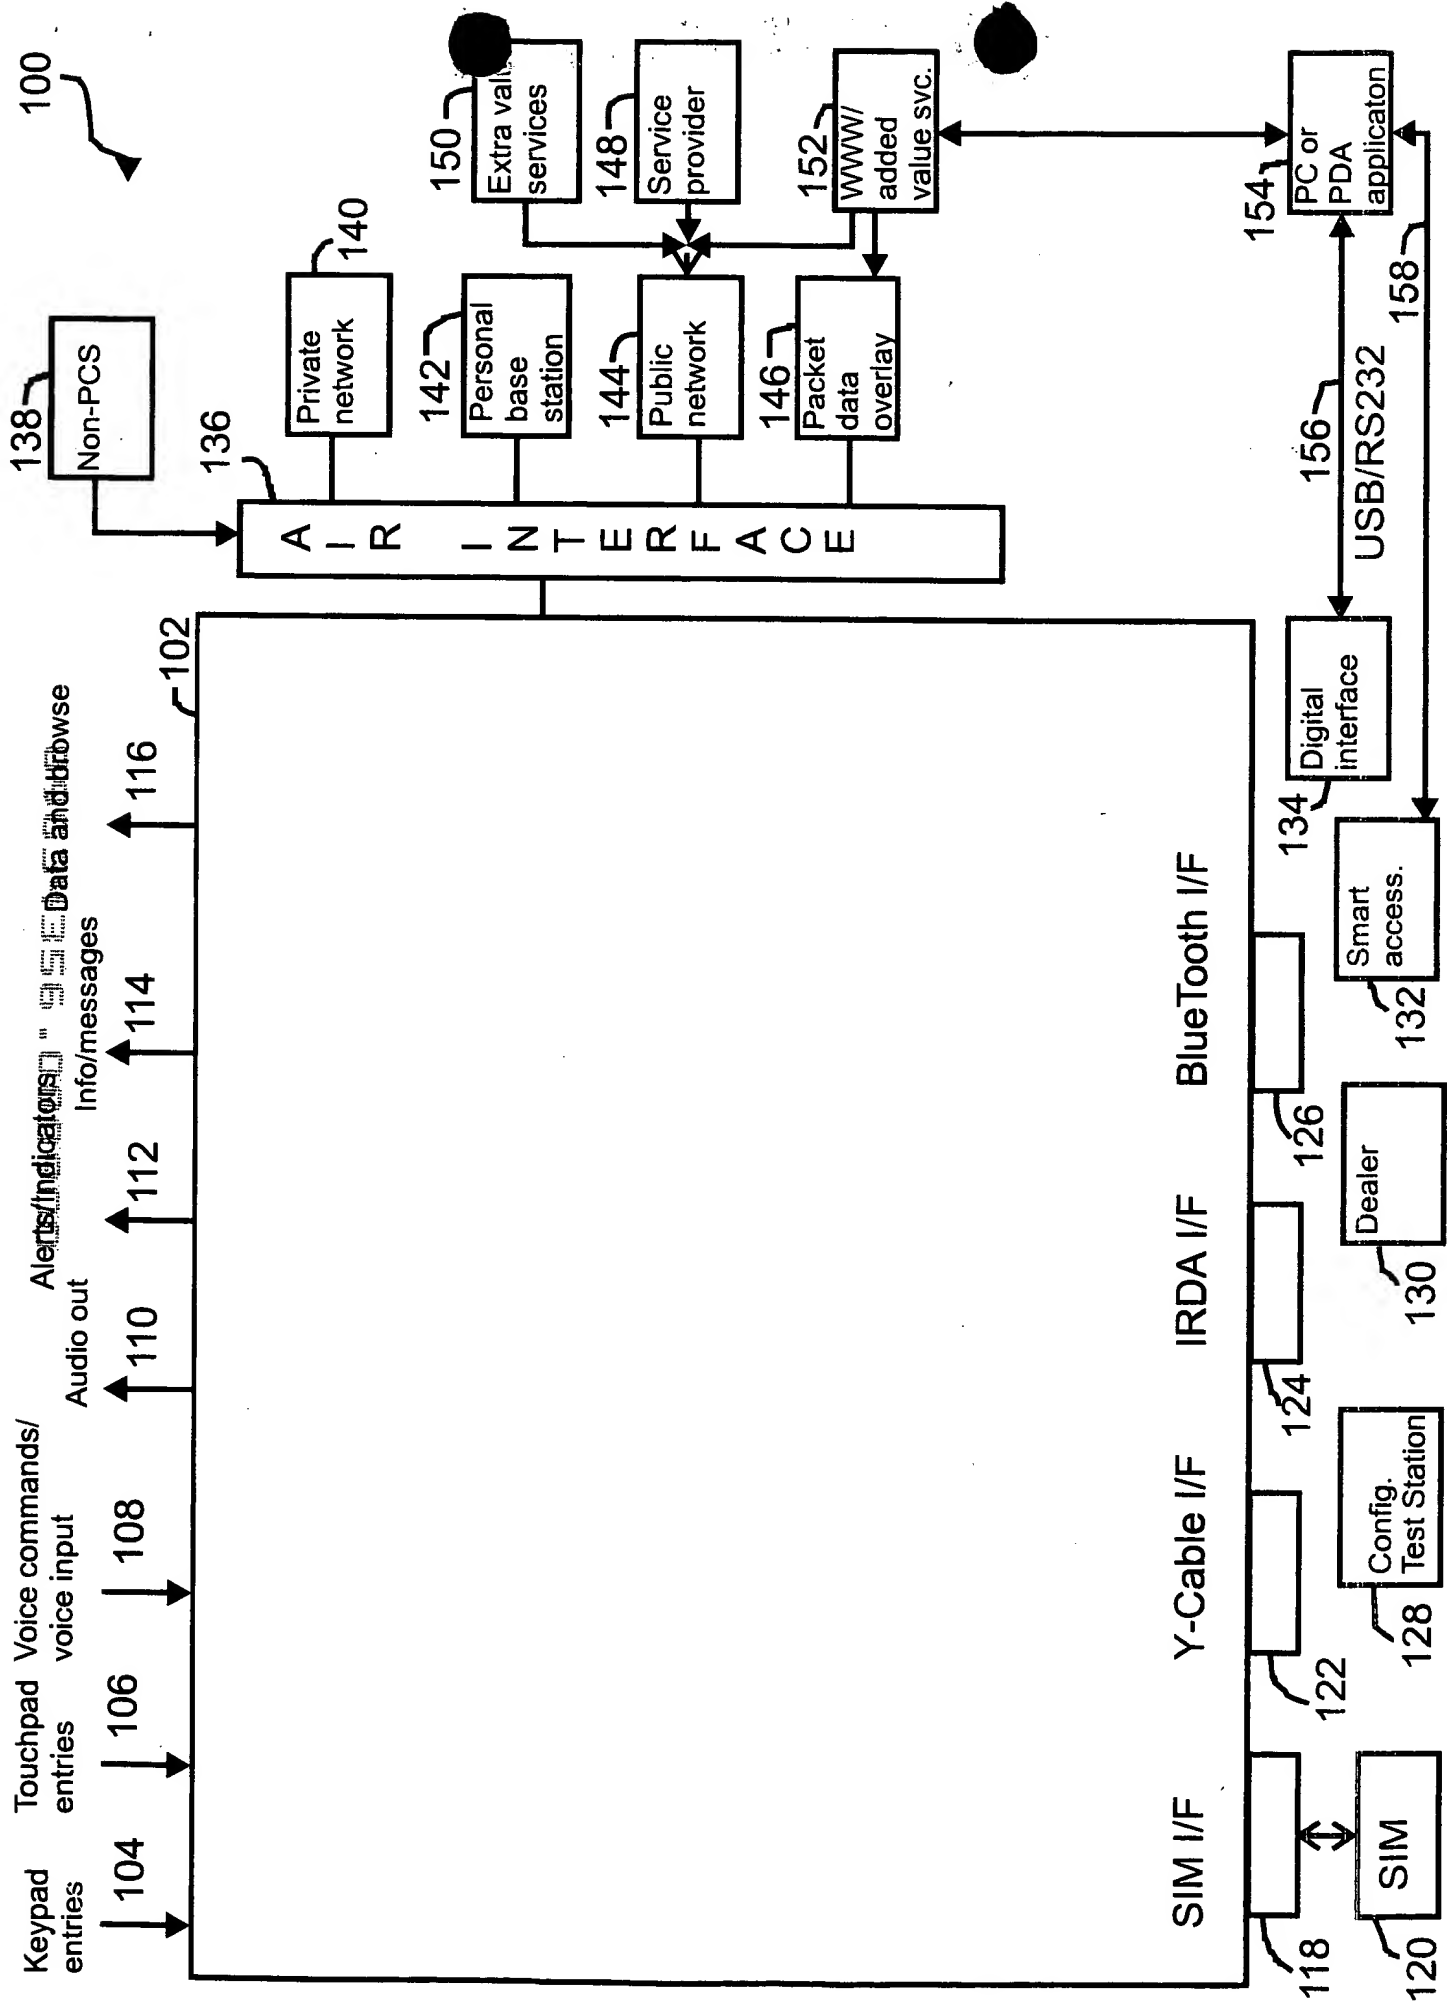 100
Keypad
entries
104
Touchpad
entries
106
Voice commands/
voice input
108
Audio out
110
Alerts/Indicators
112
Info/messages
114
Data and browse
116
102
138
Non-PCS
136
AIR INTERFACE
Private
network
140
142
Personal
base
station
144
Public
network
146
Packet
data
overlay
150
Extra val
services
148
Service
provider
152
WWW/
added
value svc.
154
PC or
PDA
applicaton
156
USB/RS232
158
134
Digital
interface
132
Smart
access.
BlueTooth I/F
126
130
Dealer
IRDA I/F
124
128
Config.
Test Station
Y-Cable I/F
122
SIM I/F
118
120
SIM